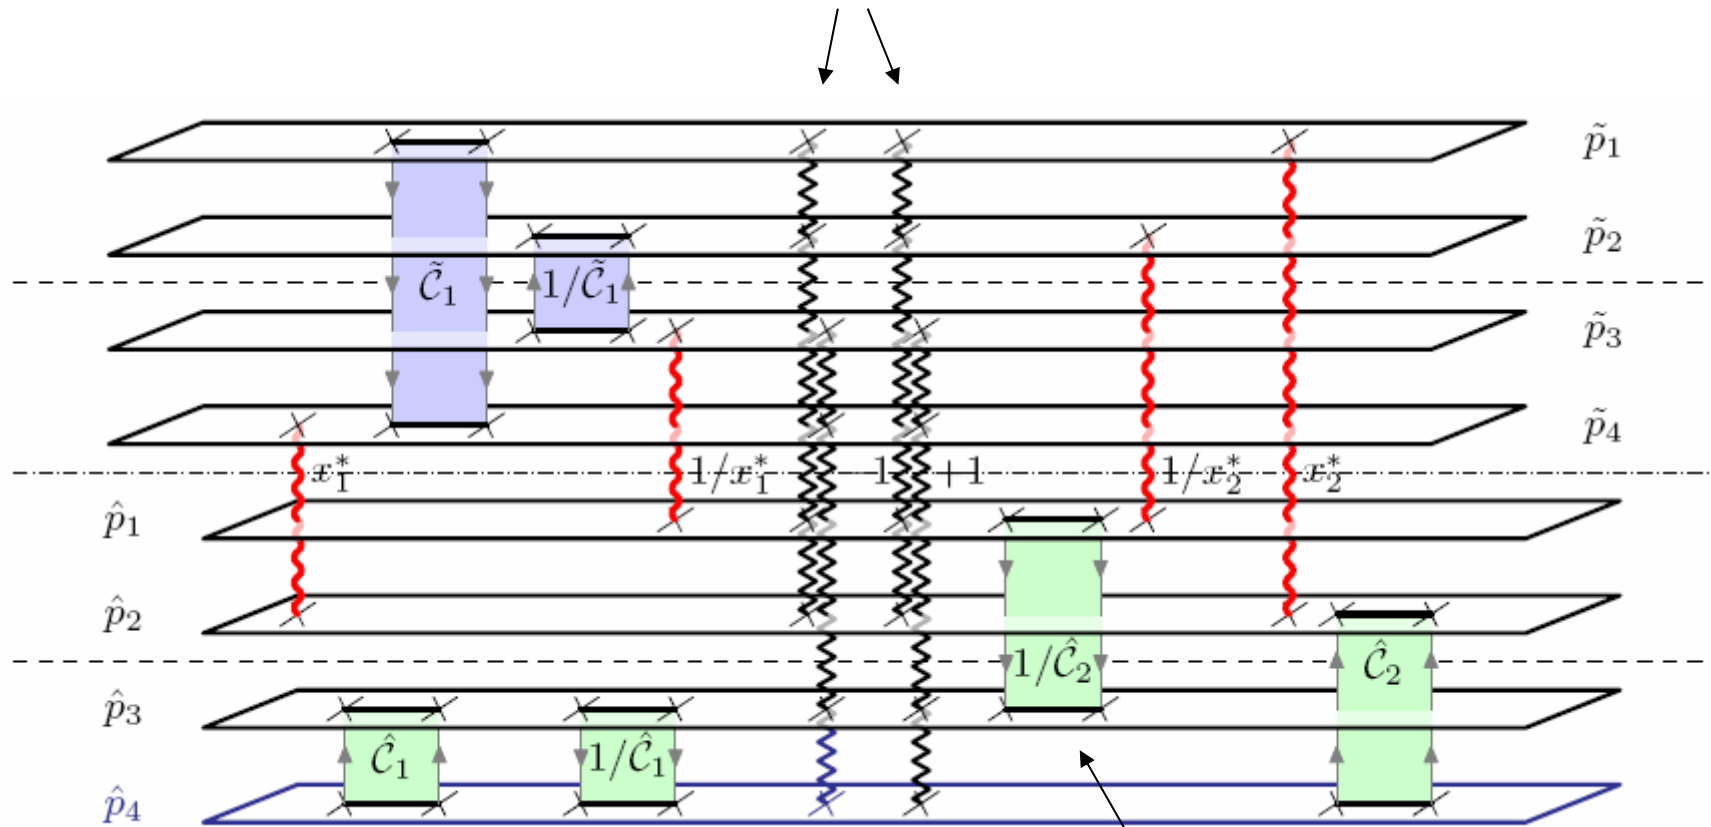 p̃₁
p̃₂
C̃₁ 1/C̃₁
p̃₃
p̃₄
x₁* 1/x₁* −1 +1 1/x₂* x₂*
p̂₁
p̂₂
1/Ĉ₂ Ĉ₂
p̂₃
Ĉ₁ 1/Ĉ₁
p̂₄